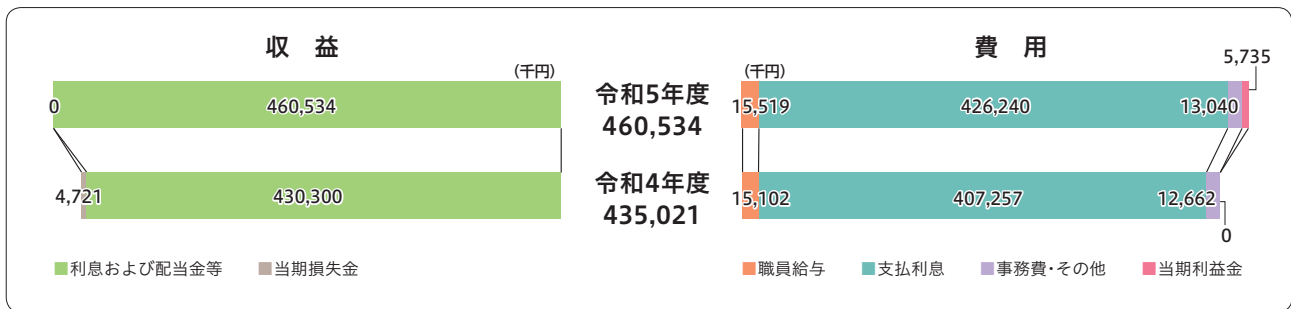 収 益
(千円)
0
460,534
4,721
430,300
利息および配当金等
当期損失金
令和5年度
460,534
令和4年度
435,021
費 用
(千円)
5,735
15,519
426,240
13,040
15,102
407,257
12,662
0
職員給与
支払利息
事務費・その他
当期利益金